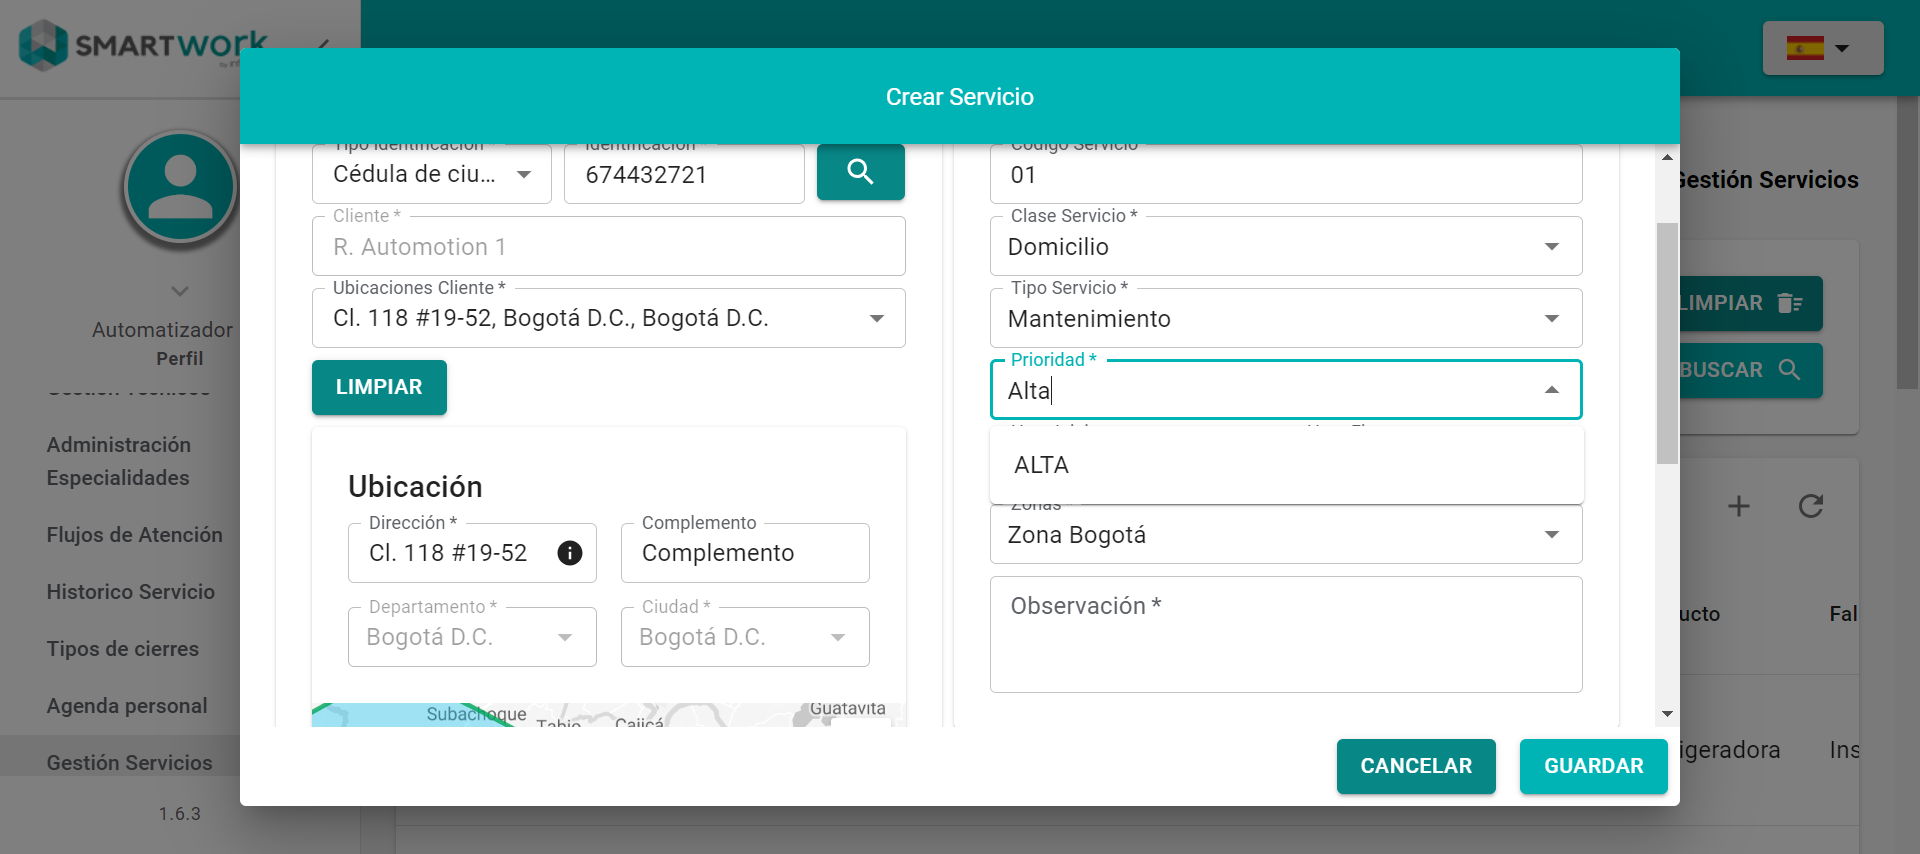 SMARTWORK
Crear Servicio
Tipo Identificación *
Cédula de ciu...
Identificación *
674432721
Cliente *
R. Automotion 1
Ubicaciones Cliente *
Cl. 118 #19-52, Bogotá D.C., Bogotá D.C.
LIMPIAR
Ubicación
Dirección *
Cl. 118 #19-52
Complemento
Complemento
Departamento *
Bogotá D.C.
Ciudad *
Bogotá D.C.
Subachoque
Tabio
Cajicá
Guatavita
Código Servicio
01
Clase Servicio *
Domicilio
Tipo Servicio *
Mantenimiento
Prioridad *
Alta
ALTA
Zonas *
Zona Bogotá
Observación *
CANCELAR
GUARDAR
Automatizador
Perfil
Gestión Técnicos
Administración
Especialidades
Flujos de Atención
Historico Servicio
Tipos de cierres
Agenda personal
Gestión Servicios
1.6.3
Gestión Servicios
LIMPIAR
BUSCAR
ucto
Fal
igeradora
Ins